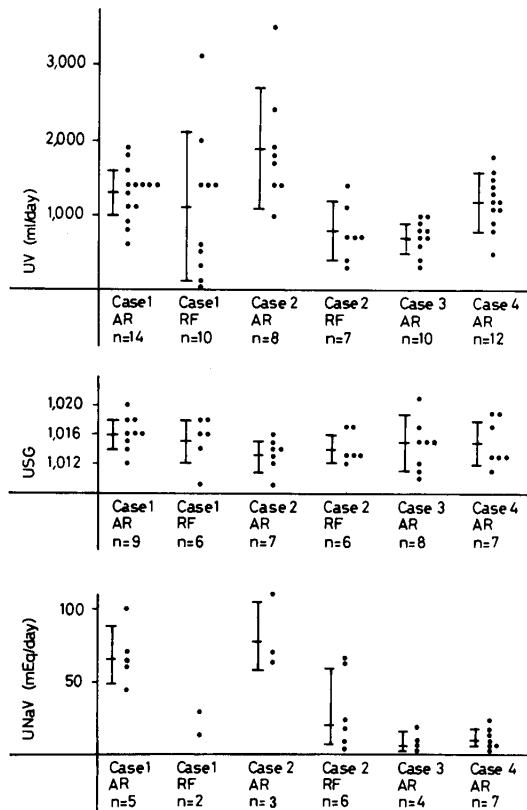 UV (ml/day)
3,000
2,000
1,000
Case1 Case1 Case 2 Case 2 Case 3 Case 4
AR RF AR RF AR AR
n=14 n=10 n=8 n=7 n=10 n=12
USG
1,020
1,016
1,012
Case1 Case1 Case 2 Case 2 Case 3 Case 4
AR RF AR RF AR AR
n=9 n=6 n=7 n=6 n=8 n=7
UNaV (mEq/day)
100
50
Case1 Case1 Case 2 Case 2 Case 3 Case 4
AR RF AR RF AR AR
n=5 n=2 n=3 n=6 n=4 n=7